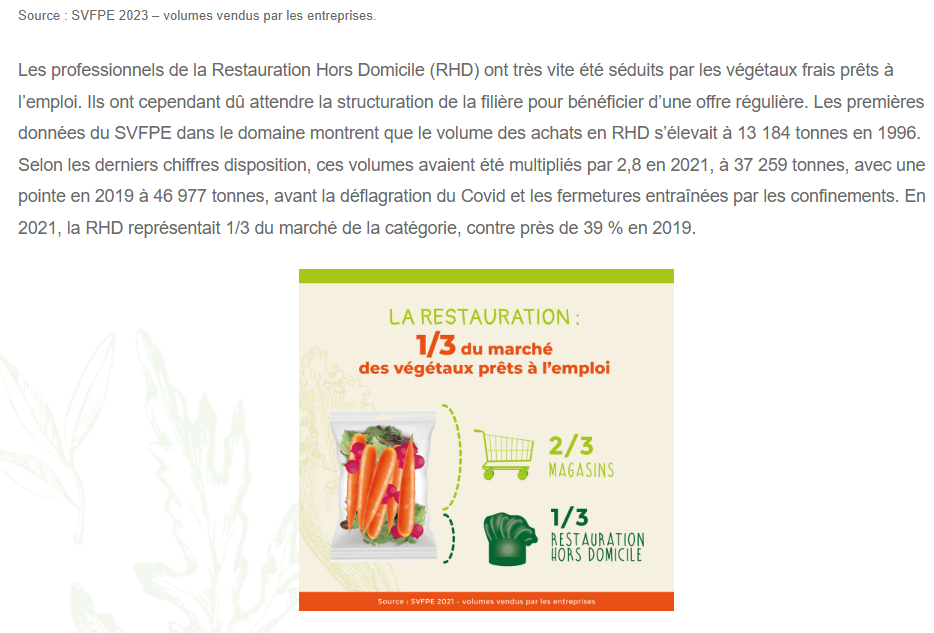 Source : SVFPE 2023 – volumes vendus par les entreprises.
Les professionnels de la Restauration Hors Domicile (RHD) ont très vite été séduits par les végétaux frais prêts à
l’emploi. Ils ont cependant dû attendre la structuration de la filière pour bénéficier d’une offre régulière. Les premières
données du SVFPE dans le domaine montrent que le volume des achats en RHD s’élevait à 13 184 tonnes en 1996.
Selon les derniers chiffres disposition, ces volumes avaient été multipliés par 2,8 en 2021, à 37 259 tonnes, avec une
pointe en 2019 à 46 977 tonnes, avant la déflagration du Covid et les fermetures entraînées par les confinements. En
2021, la RHD représentait 1/3 du marché de la catégorie, contre près de 39 % en 2019.
LA RESTAURATION :
1/3 du marché
des végétaux prêts à l’emploi
2/3
MAGASINS
1/3
RESTAURATION
HORS DOMICILE
Source : SVFPE 2021 - volumes vendus par les entreprises